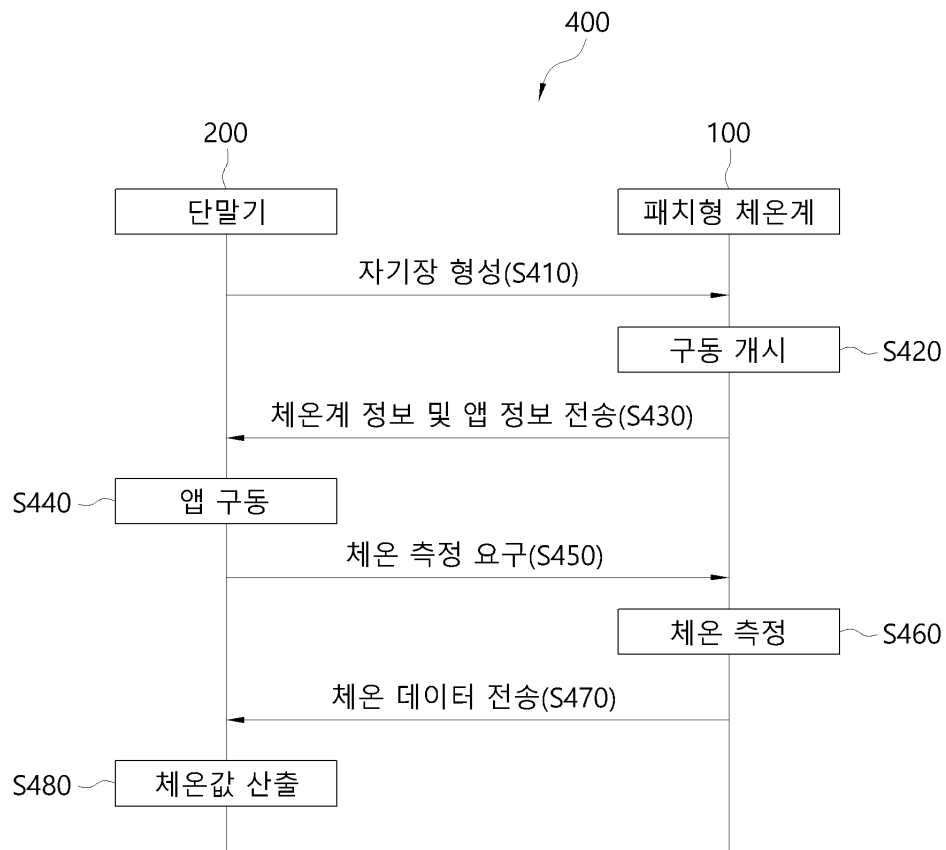 400
200
100
단말기
패치형 체온계
자기장 형성(S410)
구동 개시
S420
체온계 정보 및 앱 정보 전송(S430)
S440
앱 구동
체온 측정 요구(S450)
체온 측정
S460
체온 데이터 전송(S470)
S480
체온값 산출